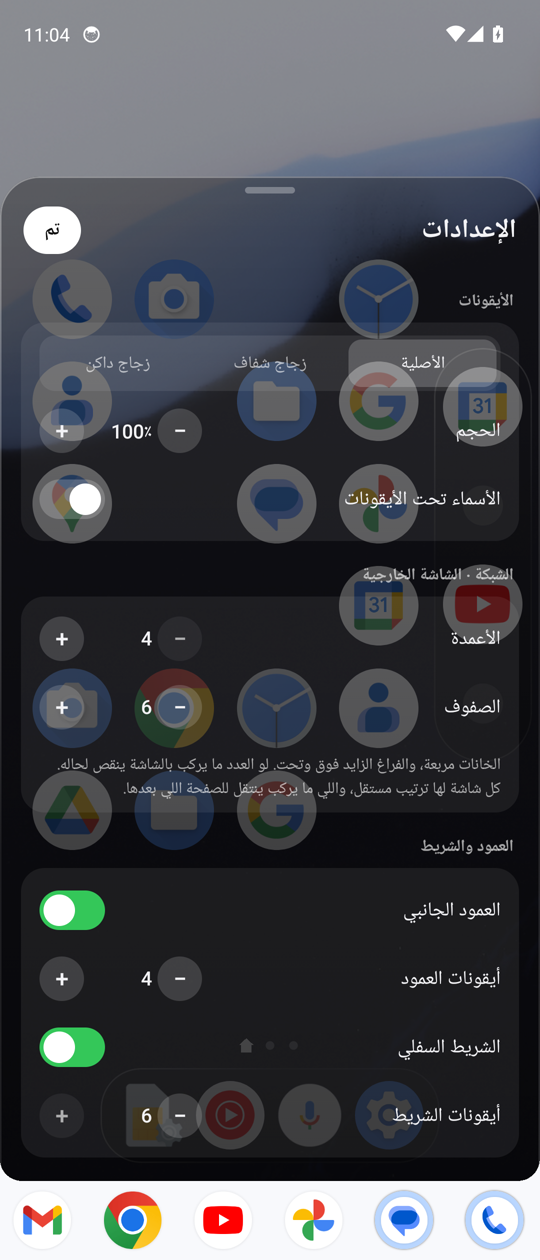 11:04
الإعدادات
تم
الأيقونات
الأصلية
زجاج شفاف
زجاج داكن
31
الحجم
− 100٪ +
الأسماء تحت الأيقونات
الشبكة · الشاشة الخارجية
31
الأعمدة
− 4 +
الصفوف
− 6 +
الخانات مربعة، والفراغ الزايد فوق وتحت. لو العدد ما يركب بالشاشة ينقص لحاله.
كل شاشة لها ترتيب مستقل، واللي ما يركب ينتقل للصفحة اللي بعدها.
العمود والشريط
العمود الجانبي
أيقونات العمود
− 4 +
الشريط السفلي
أيقونات الشريط
− 6 +